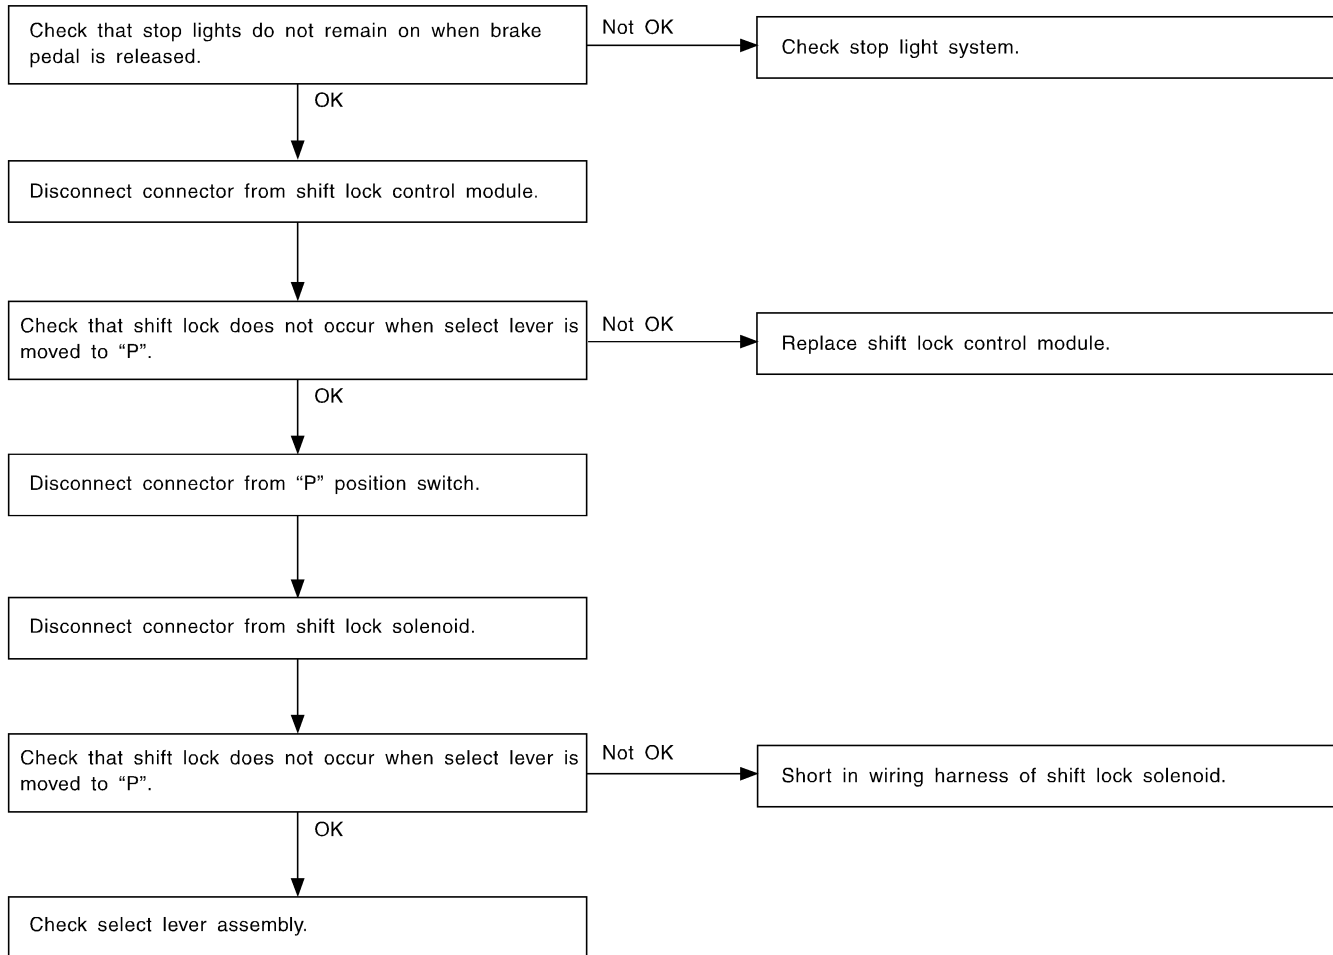 Check that stop lights do not remain on when brake
pedal is released.
Not OK
Check stop light system.
OK
Disconnect connector from shift lock control module.
Check that shift lock does not occur when select lever is
moved to “P”.
Not OK
Replace shift lock control module.
OK
Disconnect connector from “P” position switch.
Disconnect connector from shift lock solenoid.
Check that shift lock does not occur when select lever is
moved to “P”.
Not OK
Short in wiring harness of shift lock solenoid.
OK
Check select lever assembly.